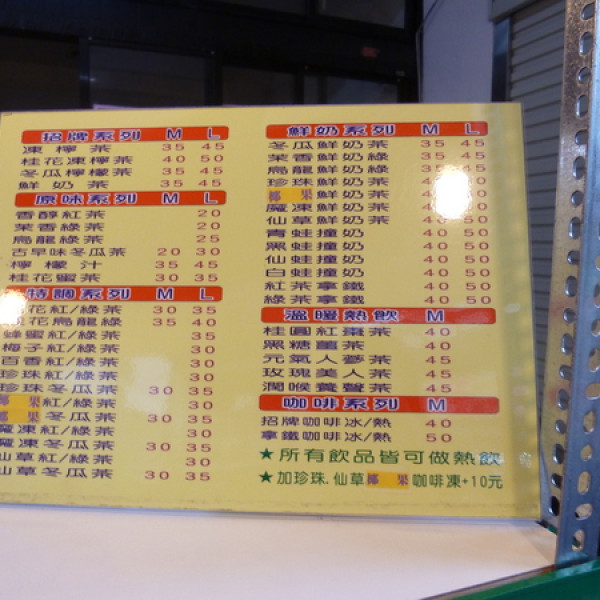 招牌系列 M L
凍檸茶 35 45
桂花凍檸茶 40 50
冬瓜檸檬茶 35 45
鮮奶茶 35 45
原味系列 M L
香醇紅茶 20
茉香綠茶 20
烏龍綠茶 25
古早味冬瓜茶 20 30
檸檬汁 35 45
桂花蜜茶 30 35
特調系列 M L
花紅/綠茶 30 35
花烏龍綠 35 40
蜂蜜紅/綠茶 35
梅子紅/綠茶 30
百香紅/綠茶 35
珍珠紅/綠茶 30
珍珠冬瓜茶 30 35
椰果紅/綠茶 30
椰果冬瓜茶 30 35
魔凍紅/綠茶 30
魔凍冬瓜茶 30 35
仙草紅/綠茶 30
仙草冬瓜茶 30 35
鮮奶系列 M L
冬瓜鮮奶茶 35 45
茉香鮮奶綠 35 45
烏龍鮮奶綠 35 45
珍珠鮮奶茶
椰果鮮奶茶
魔凍鮮奶茶
仙草鮮奶茶
青蛙撞奶 40 50
黑蛙撞奶 40 50
仙蛙撞奶 40 50
白蛙撞奶 40 50
紅茶拿鐵 40 50
綠茶拿鐵 40 50
溫暖熱飲 M
桂圓紅棗茶 40
黑糖薑茶 40
元氣人蔘茶 45
玫瑰美人茶 45
潤喉養聲茶 45
咖啡系列 M
招牌咖啡冰/熱 40
拿鐵咖啡冰/熱 50
★所有飲品皆可做熱飲
★加珍珠.仙草椰果咖啡凍+10元